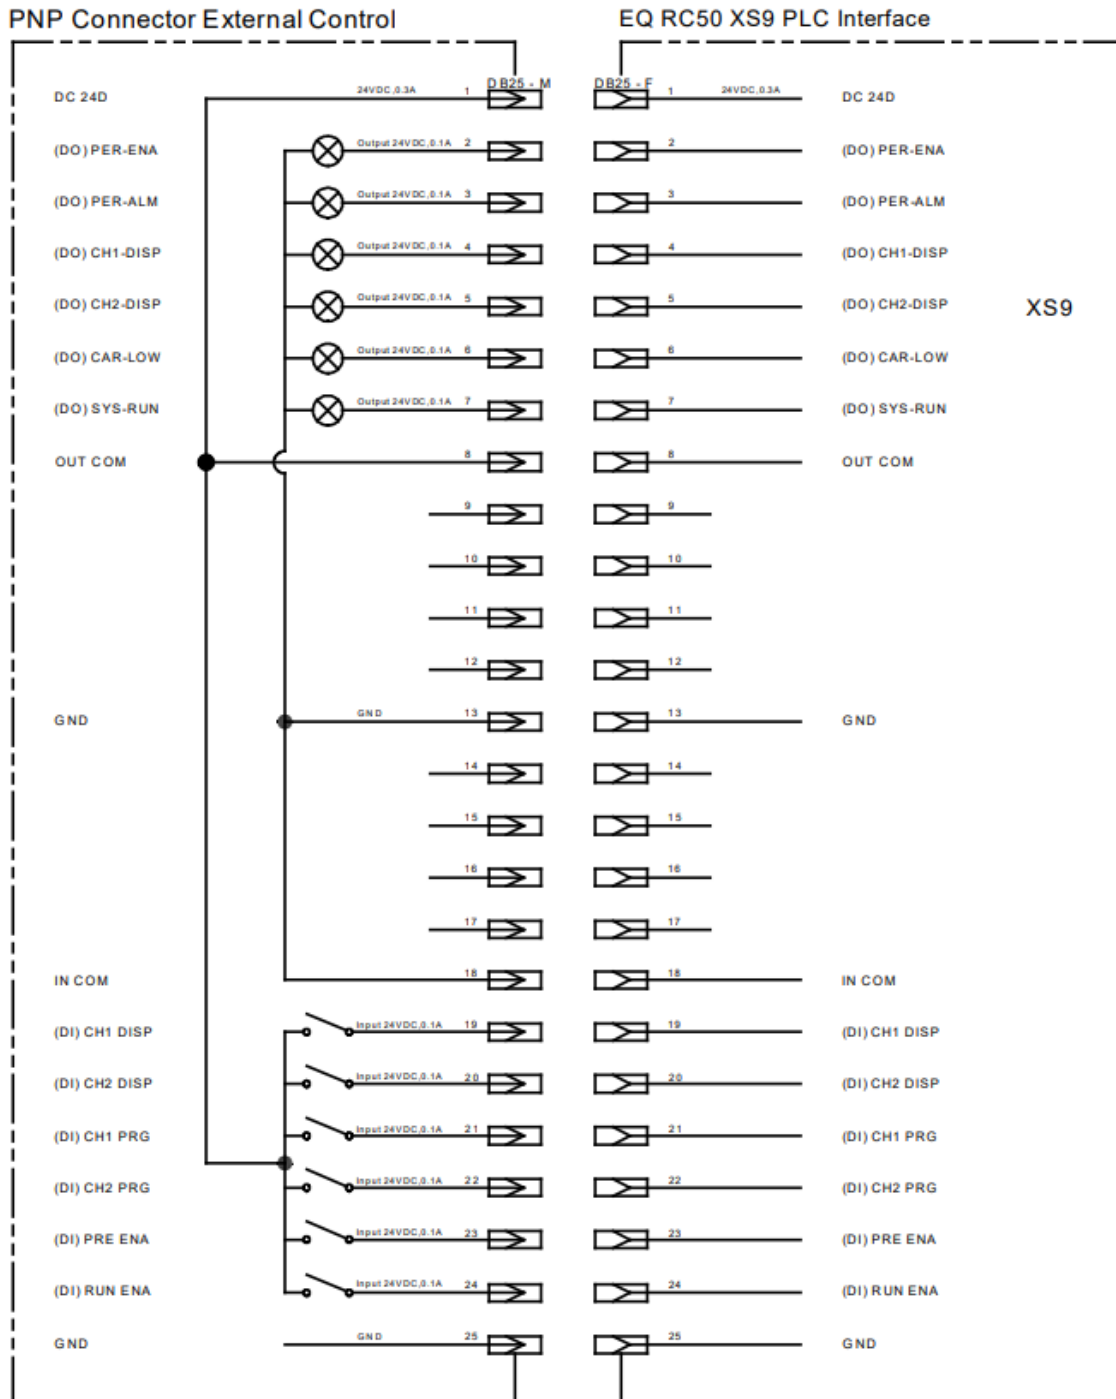 PNP Connector External Control EQ RC50 XS9 PLC Interface
DB25 - M DB25 - F
DC 24D 24VDC,0.3A 1 1 24VDC,0.3A DC 24D
(DO) PER-ENA Output 24VDC,0.1A 2 2 (DO) PER-ENA
(DO) PER-ALM Output 24VDC,0.1A 3 3 (DO) PER-ALM
(DO) CH1-DISP Output 24VDC,0.1A 4 4 (DO) CH1-DISP
(DO) CH2-DISP Output 24VDC,0.1A 5 5 (DO) CH2-DISP XS9
(DO) CAR-LOW Output 24VDC,0.1A 6 6 (DO) CAR-LOW
(DO) SYS-RUN Output 24VDC,0.1A 7 7 (DO) SYS-RUN
OUT COM 8 8 OUT COM
9 9
10 10
11 11
12 12
GND GND 13 13 GND
14 14
15 15
16 16
17 17
IN COM 18 18 IN COM
(DI) CH1 DISP Input 24VDC,0.1A 19 19 (DI) CH1 DISP
(DI) CH2 DISP Input 24VDC,0.1A 20 20 (DI) CH2 DISP
(DI) CH1 PRG Input 24VDC,0.1A 21 21 (DI) CH1 PRG
(DI) CH2 PRG Input 24VDC,0.1A 22 22 (DI) CH2 PRG
(DI) PRE ENA Input 24VDC,0.1A 23 23 (DI) PRE ENA
(DI) RUN ENA Input 24VDC,0.1A 24 24 (DI) RUN ENA
GND GND 25 25 GND